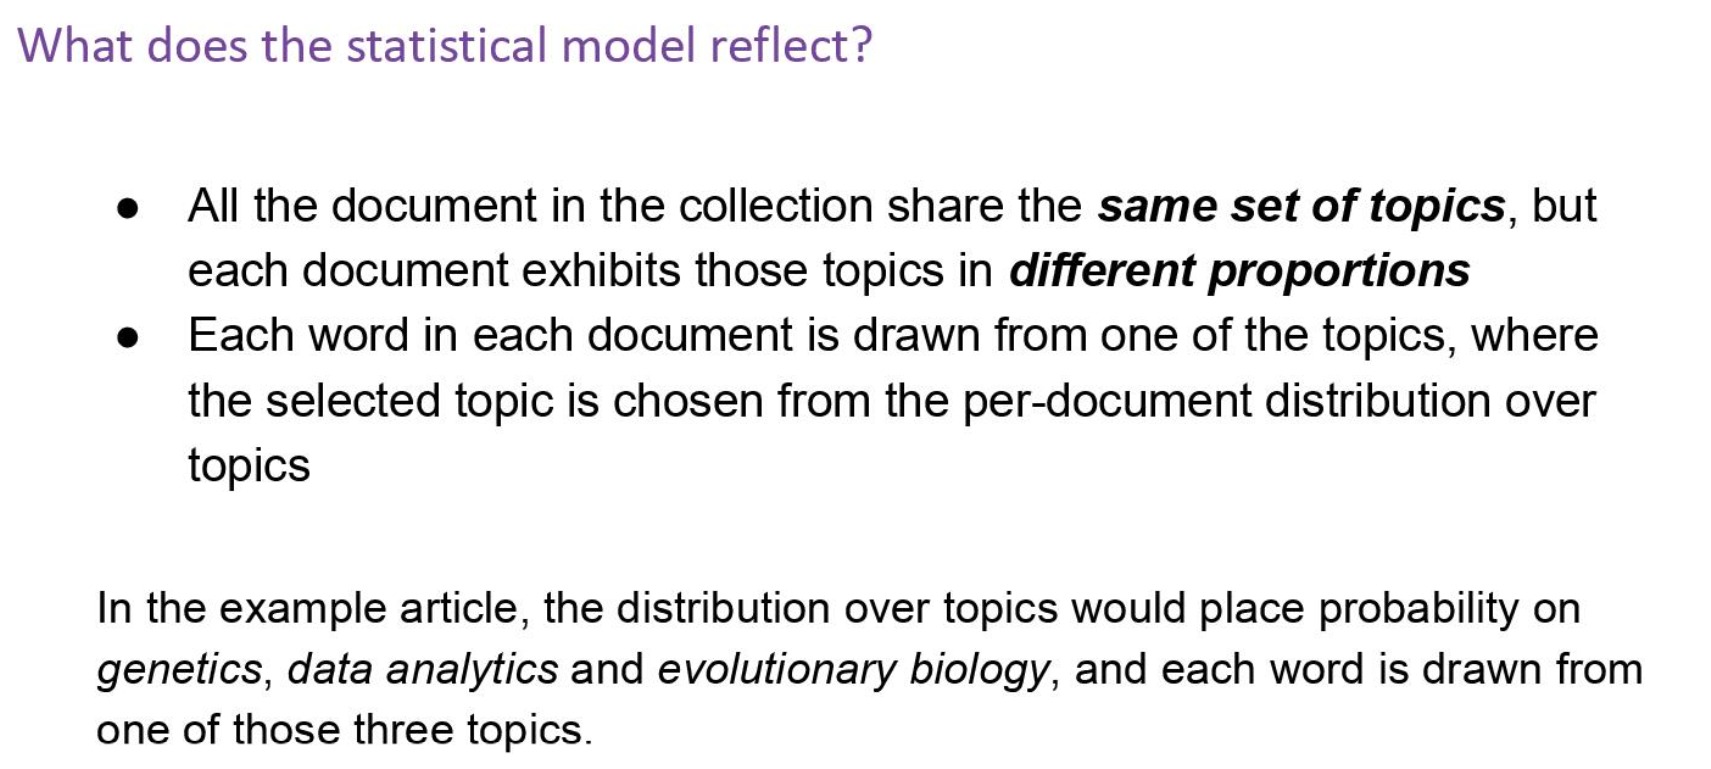 What does the statistical model reflect?
● All the document in the collection share the same set of topics, but
each document exhibits those topics in different proportions
● Each word in each document is drawn from one of the topics, where
the selected topic is chosen from the per-document distribution over
topics
In the example article, the distribution over topics would place probability on
genetics, data analytics and evolutionary biology, and each word is drawn from
one of those three topics.